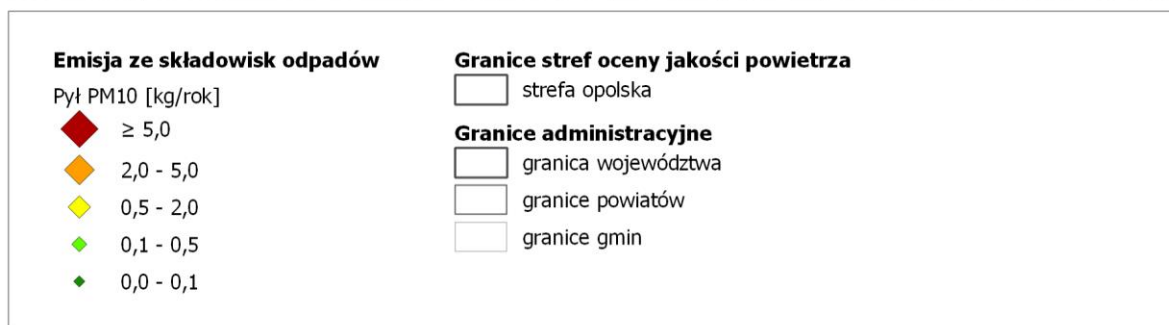 Emisja ze składowisk odpadów
Pył PM10 [kg/rok]
≥ 5,0
2,0 - 5,0
0,5 - 2,0
0,1 - 0,5
0,0 - 0,1
Granice stref oceny jakości powietrza
strefa opolska
Granice administracyjne
granica województwa
granice powiatów
granice gmin